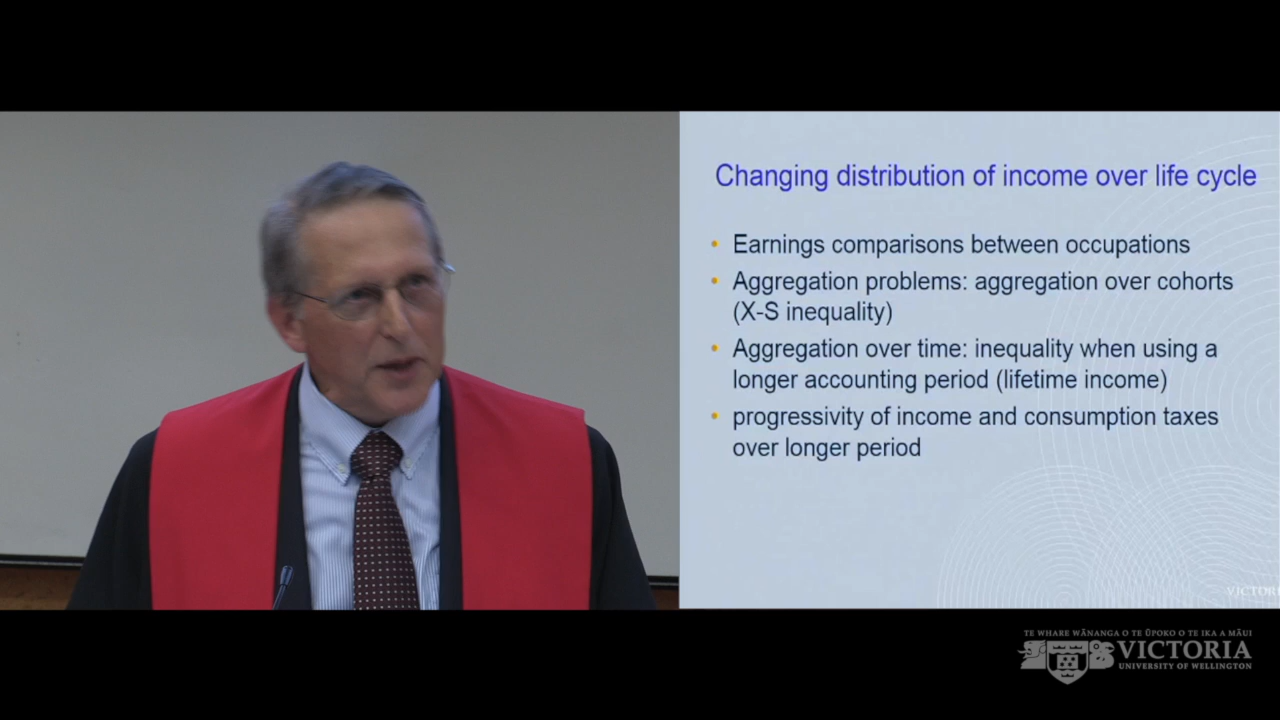 Changing distribution of income over life cycle
• Earnings comparisons between occupations
• Aggregation problems: aggregation over cohorts
(X-S inequality)
• Aggregation over time: inequality when using a
longer accounting period (lifetime income)
• progressivity of income and consumption taxes
over longer period
VICTORI
TE WHARE WĀNANGA O TE ŪPOKO O TE IKA A MĀUI
VICTORIA
UNIVERSITY OF WELLINGTON